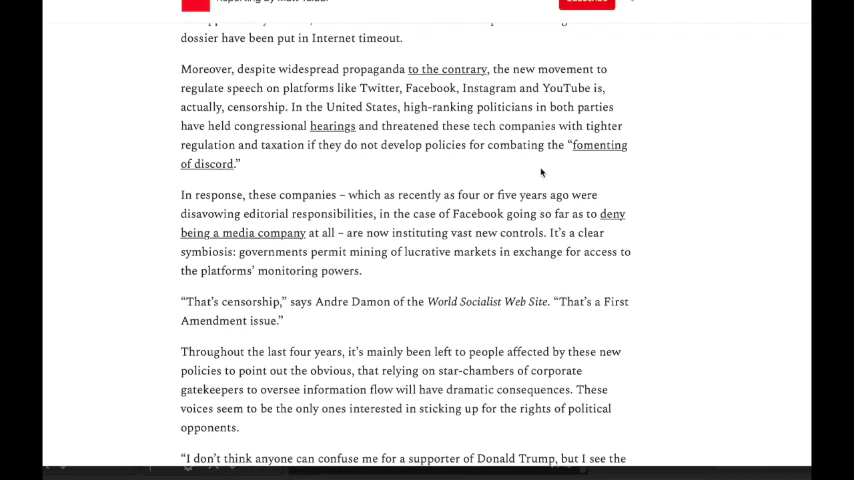 Reporting by Matt Taibbi
Subscribe
dossier have been put in Internet timeout.
Moreover, despite widespread propaganda to the contrary, the new movement to
regulate speech on platforms like Twitter, Facebook, Instagram and YouTube is,
actually, censorship. In the United States, high-ranking politicians in both parties
have held congressional hearings and threatened these tech companies with tighter
regulation and taxation if they do not develop policies for combating the “fomenting
of discord.”
In response, these companies – which as recently as four or five years ago were
disavowing editorial responsibilities, in the case of Facebook going so far as to deny
being a media company at all – are now instituting vast new controls. It’s a clear
symbiosis: governments permit mining of lucrative markets in exchange for access to
the platforms’ monitoring powers.
“That’s censorship,” says Andre Damon of the World Socialist Web Site. “That’s a First
Amendment issue.”
Throughout the last four years, it’s mainly been left to people affected by these new
policies to point out the obvious, that relying on star-chambers of corporate
gatekeepers to oversee information flow will have dramatic consequences. These
voices seem to be the only ones interested in sticking up for the rights of political
opponents.
“I don’t think anyone can confuse me for a supporter of Donald Trump, but I see the